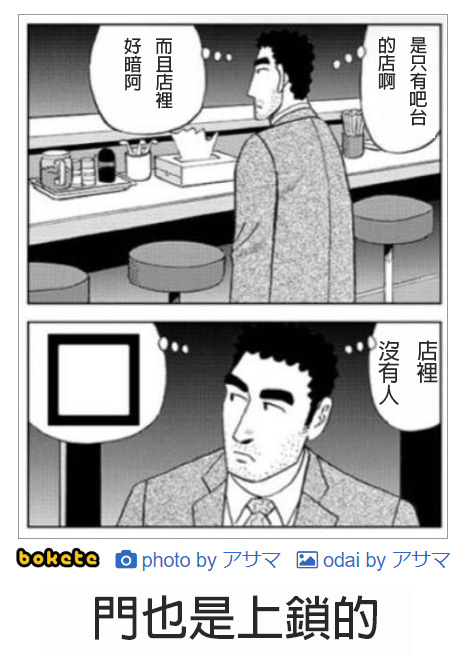 是只有吧台
的店啊
而且店裡
好暗阿
店裡
沒有人
bokete photo by アサマ odai by アサマ
門也是上鎖的